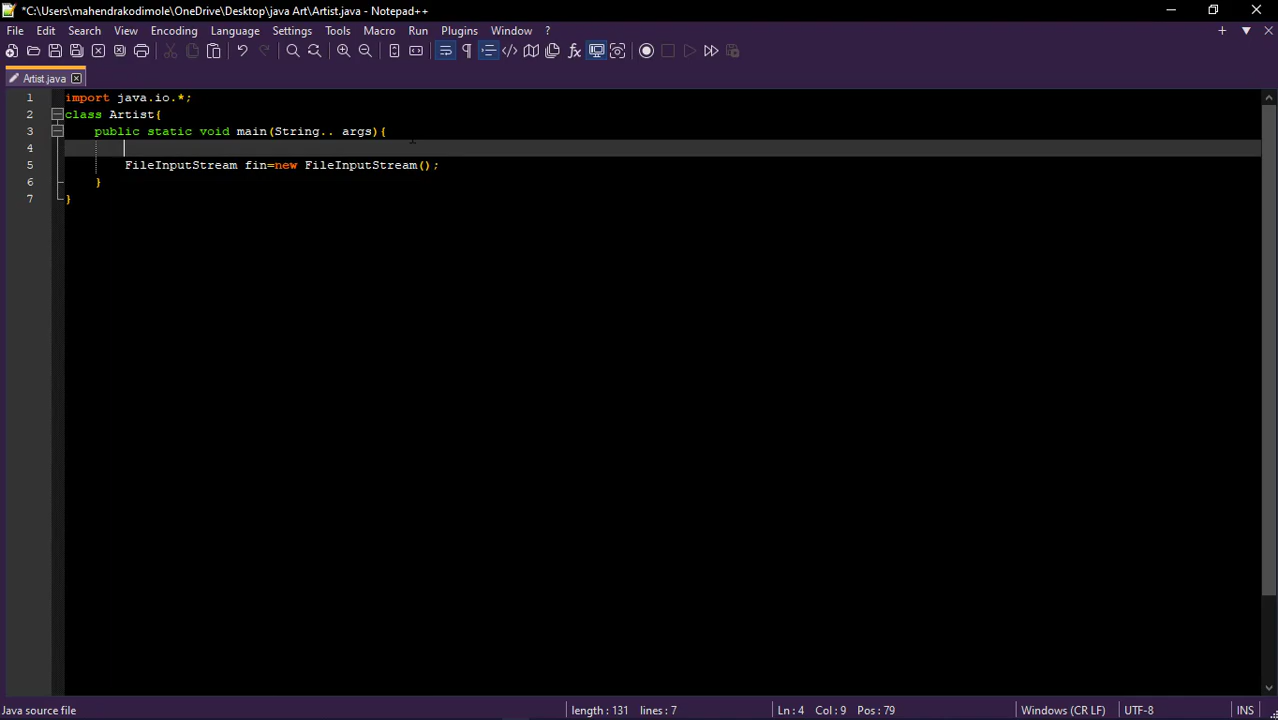 *C:\Users\mahendrakodimole\OneDrive\Desktop\java Art\Artist.java - Notepad++
File Edit Search View Encoding Language Settings Tools Macro Run Plugins Window ?
Artist.java
1 import java.io.*;
2 class Artist{
3 public static void main(String.. args){
4
5 FileInputStream fin=new FileInputStream();
6 }
7 }
Java source file length : 131 lines : 7 Ln : 4 Col : 9 Pos : 79 Windows (CR LF) UTF-8 INS